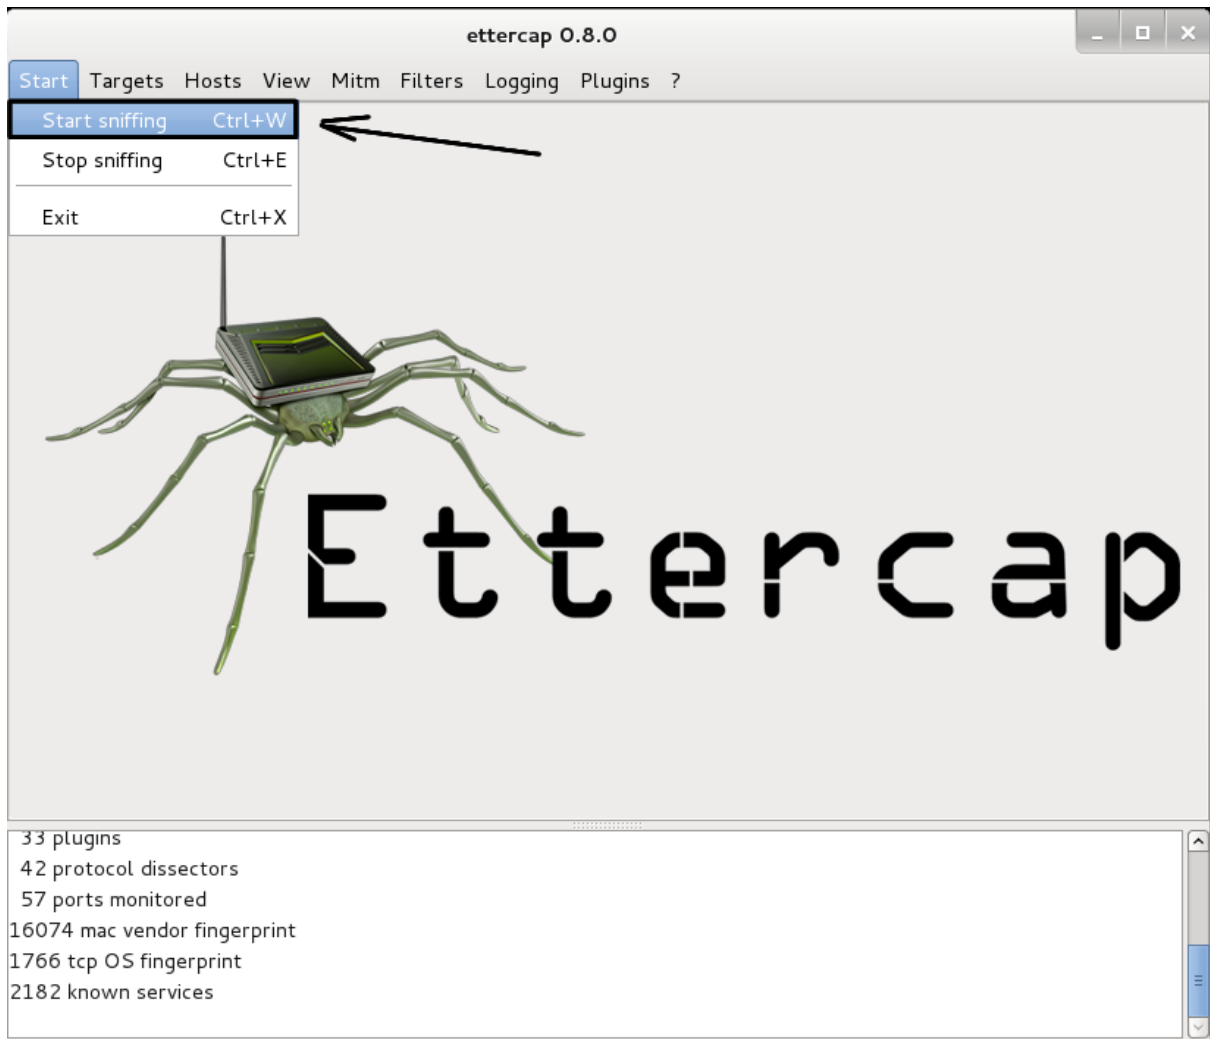 ettercap 0.8.0
Start Targets Hosts View Mitm Filters Logging Plugins ?
Start sniffing Ctrl+W
Stop sniffing Ctrl+E
Exit Ctrl+X
Ettercap
33 plugins
42 protocol dissectors
57 ports monitored
16074 mac vendor fingerprint
1766 tcp OS fingerprint
2182 known services